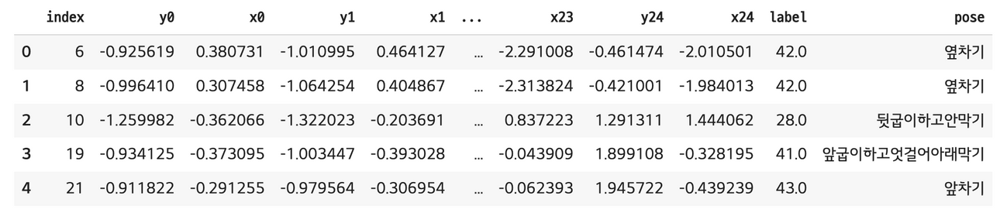 index y0 x0 y1 x1 ... x23 y24 x24 label pose
0 6 -0.925619 0.380731 -1.010995 0.464127 ... -2.291008 -0.461474 -2.010501 42.0 옆차기
1 8 -0.996410 0.307458 -1.064254 0.404867 ... -2.313824 -0.421001 -1.984013 42.0 옆차기
2 10 -1.259982 -0.362066 -1.322023 -0.203691 ... 0.837223 1.291311 1.444062 28.0 뒷굽이하고안막기
3 19 -0.934125 -0.373095 -1.003447 -0.393028 ... -0.043909 1.899108 -0.328195 41.0 앞굽이하고엇걸어아래막기
4 21 -0.911822 -0.291255 -0.979564 -0.306954 ... -0.062393 1.945722 -0.439239 43.0 앞차기